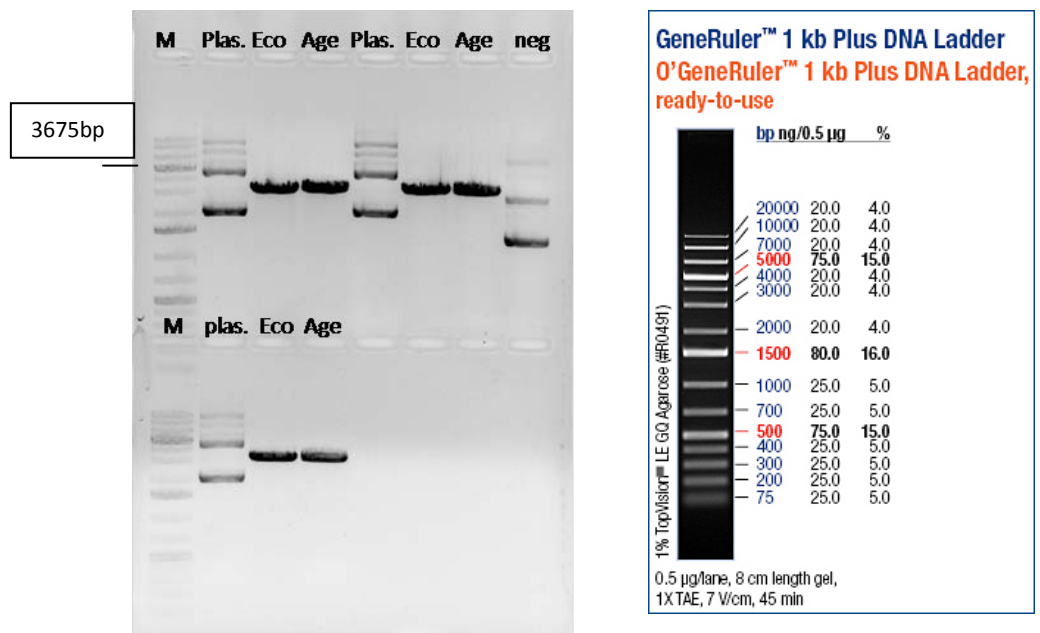 M Plas. Eco Age Plas. Eco Age neg
3675bp
M plas. Eco Age
GeneRuler™ 1 kb Plus DNA Ladder
O'GeneRuler™ 1 kb Plus DNA Ladder,
ready-to-use
bp ng/0.5 µg %
20000 20.0 4.0
10000 20.0 4.0
7000 20.0 4.0
5000 75.0 15.0
4000 20.0 4.0
3000 20.0 4.0
2000 20.0 4.0
1500 80.0 16.0
1000 25.0 5.0
700 25.0 5.0
500 75.0 15.0
400 25.0 5.0
300 25.0 5.0
200 25.0 5.0
75 25.0 5.0
1% TopVision™ LE GQ Agarose (#R0491)
0.5 µg/lane, 8 cm length gel,
1X TAE, 7 V/cm, 45 min